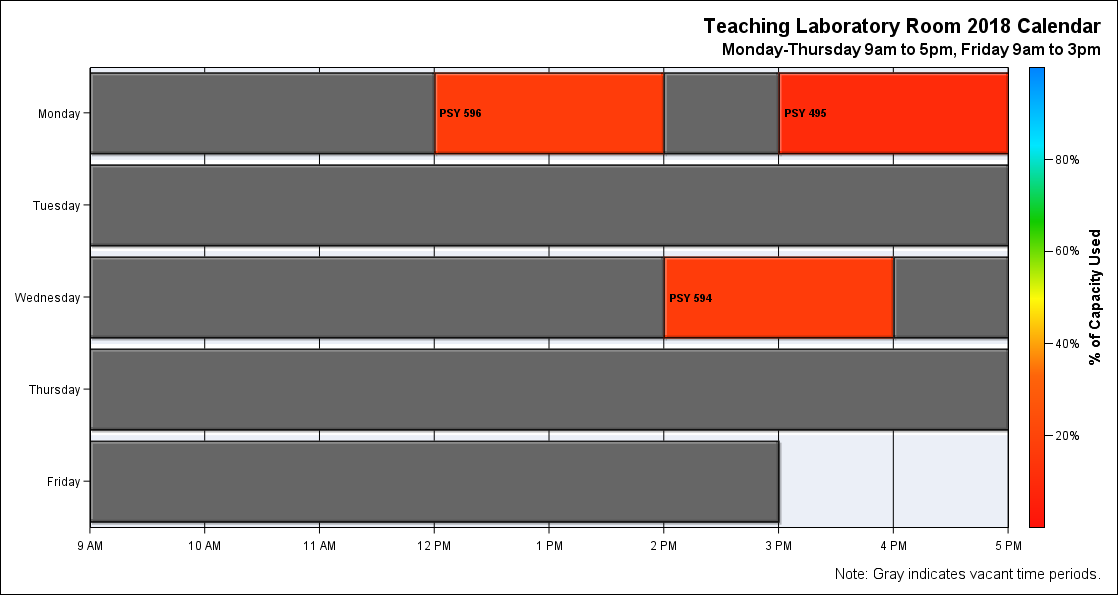 Teaching Laboratory Room 2018 Calendar
Monday-Thursday 9am to 5pm, Friday 9am to 3pm
Monday
PSY 596
PSY 495
Tuesday
Wednesday
PSY 594
Thursday
Friday
9 AM 10 AM 11 AM 12 PM 1 PM 2 PM 3 PM 4 PM 5 PM
80%
60%
40%
20%
% of Capacity Used
Note: Gray indicates vacant time periods.